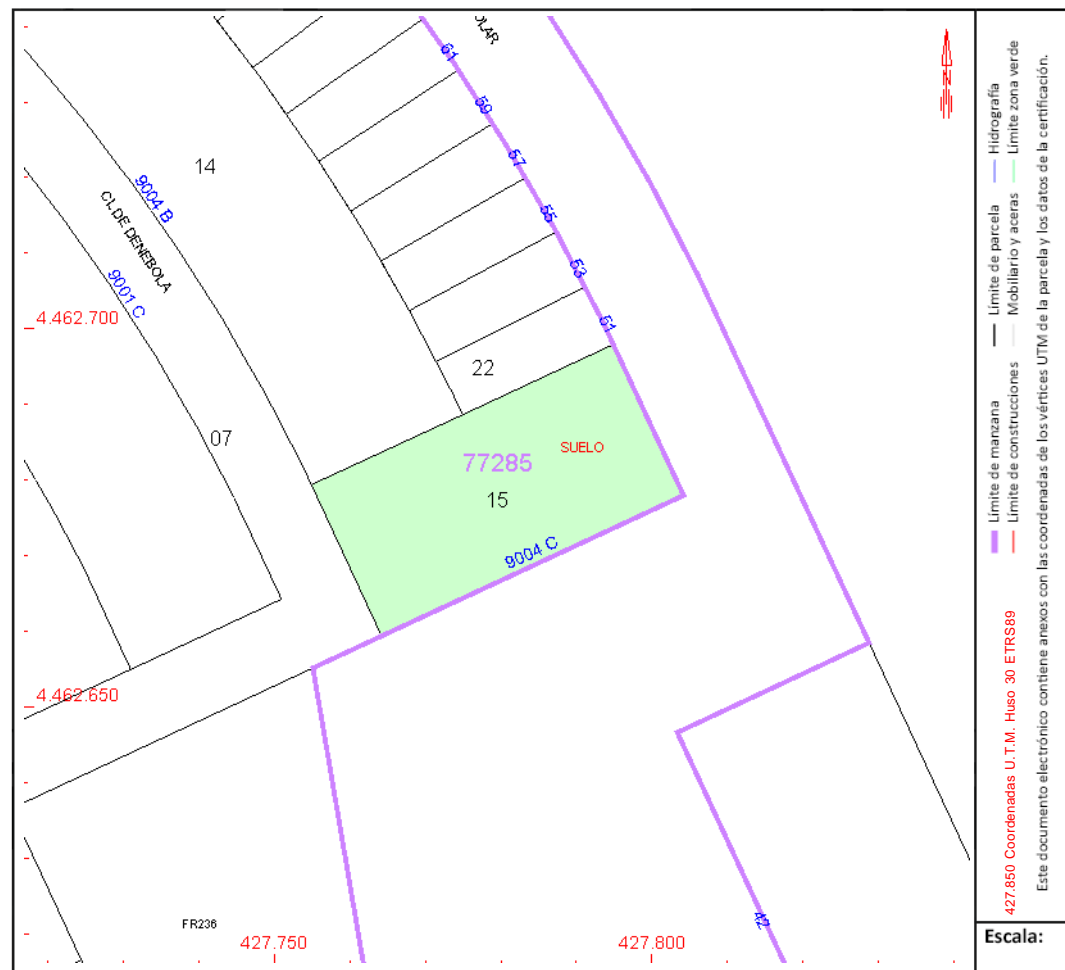 OLAR
61
59
57
55
53
51
14
9004 B
CL DE DENEBOLA
9001 C
4.462.700
22
07
77285
SUELO
15
9004 C
4.462.650
FR236
42
427.750
427.800
N
Límite de manzana
Límite de parcela
Hidrografía
Límite de construcciones
Mobiliario y aceras
Límite zona verde
427.850 Coordenadas U.T.M. Huso 30 ETRS89
Este documento electrónico contiene anexos con las coordenadas de los vértices UTM de la parcela y los datos de la certificación.
Escala: